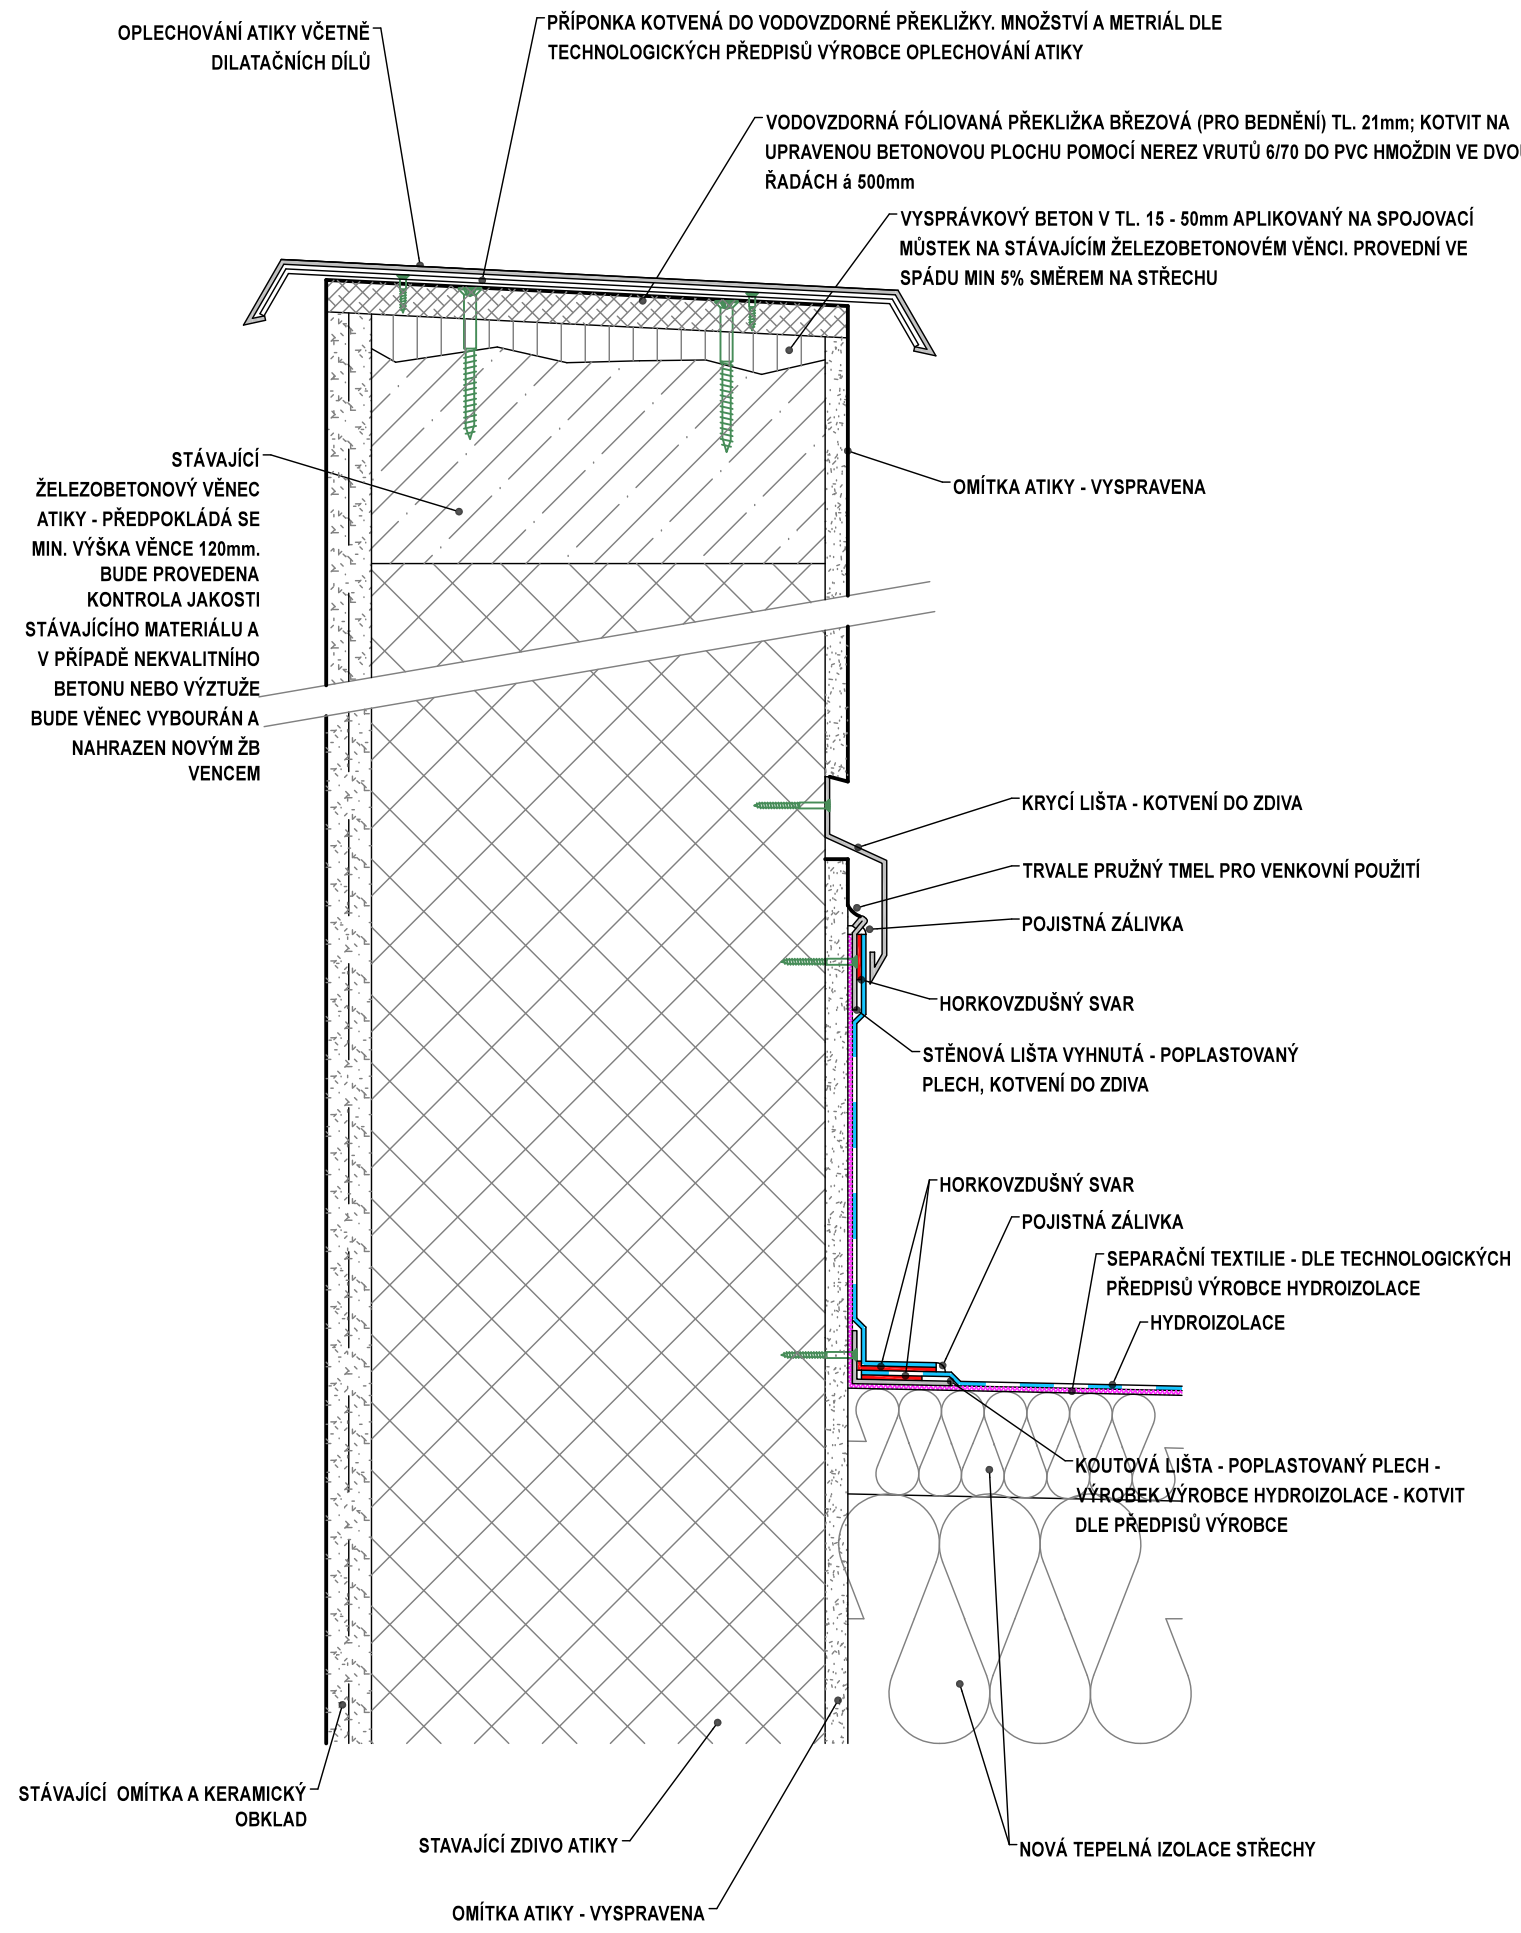 OPLECHOVÁNÍ ATIKY VČETNĚ
DILATAČNÍCH DÍLŮ
PŘÍPONKA KOTVENÁ DO VODOVZDORNÉ PŘEKLIŽKY. MNOŽSTVÍ A METRIÁL DLE
TECHNOLOGICKÝCH PŘEDPISŮ VÝROBCE OPLECHOVÁNÍ ATIKY
VODOVZDORNÁ FÓLIOVANÁ PŘEKLIŽKA BŘEZOVÁ (PRO BEDNĚNÍ) TL. 21mm; KOTVIT NA
UPRAVENOU BETONOVOU PLOCHU POMOCÍ NEREZ VRUTŮ 6/70 DO PVC HMOŽDIN VE DVOU
ŘADÁCH á 500mm
VYSPRÁVKOVÝ BETON V TL. 15 - 50mm APLIKOVANÝ NA SPOJOVACÍ
MŮSTEK NA STÁVAJÍCÍM ŽELEZOBETONOVÉM VĚNCI. PROVEDNÍ VE
SPÁDU MIN 5% SMĚREM NA STŘECHU
STÁVAJÍCÍ
ŽELEZOBETONOVÝ VĚNEC
ATIKY - PŘEDPOKLÁDÁ SE
MIN. VÝŠKA VĚNCE 120mm.
BUDE PROVEDENA
KONTROLA JAKOSTI
STÁVAJÍCÍHO MATERIÁLU A
V PŘÍPADĚ NEKVALITNÍHO
BETONU NEBO VÝZTUŽE
BUDE VĚNEC VYBOURÁN A
NAHRAZEN NOVÝM ŽB
VENCEM
OMÍTKA ATIKY - VYSPRAVENA
KRYCÍ LIŠTA - KOTVENÍ DO ZDIVA
TRVALE PRUŽNÝ TMEL PRO VENKOVNÍ POUŽITÍ
POJISTNÁ ZÁLIVKA
HORKOVZDUŠNÝ SVAR
STĚNOVÁ LIŠTA VYHNUTÁ - POPLASTOVANÝ
PLECH, KOTVENÍ DO ZDIVA
HORKOVZDUŠNÝ SVAR
POJISTNÁ ZÁLIVKA
SEPARAČNÍ TEXTILIE - DLE TECHNOLOGICKÝCH
PŘEDPISŮ VÝROBCE HYDROIZOLACE
HYDROIZOLACE
KOUTOVÁ LIŠTA - POPLASTOVANÝ PLECH -
VÝROBEK VÝROBCE HYDROIZOLACE - KOTVIT
DLE PŘEDPISŮ VÝROBCE
STÁVAJÍCÍ OMÍTKA A KERAMICKÝ
OBKLAD
STAVAJÍCÍ ZDIVO ATIKY
NOVÁ TEPELNÁ IZOLACE STŘECHY
OMÍTKA ATIKY - VYSPRAVENA